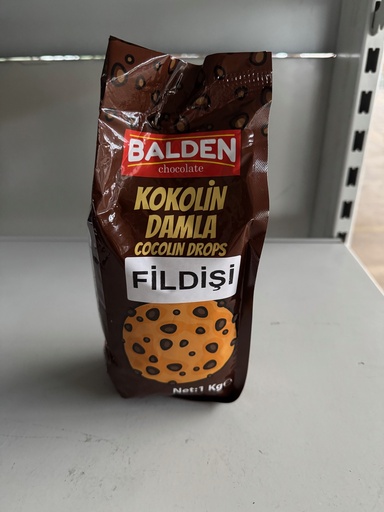 BALDEN
chocolate
KOKOLİN
DAMLA
COCOLIN DROPS
FİLDİŞİ
Net:1 Kg